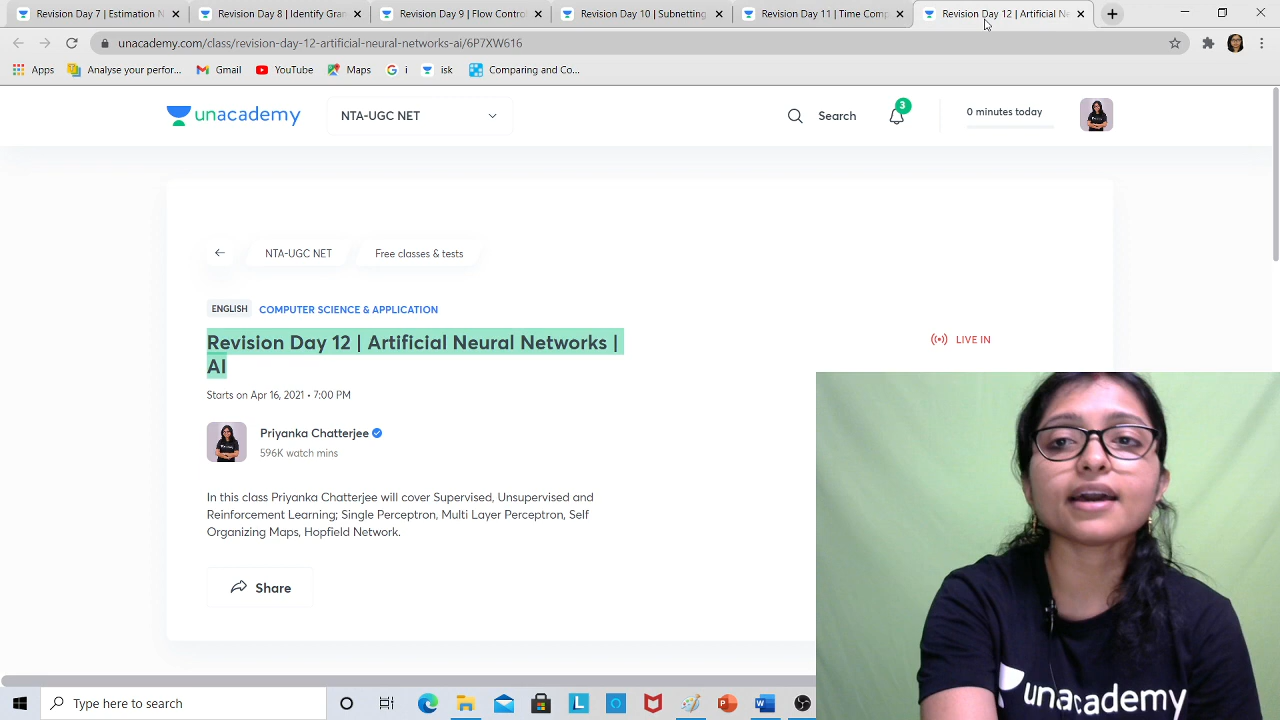 Revision Day 7 | Estimation N
Revision Day 8 | Identify Gra
Revision Day 9 | Flow Contro
Revision Day 10 | Subnetting
Revision Day 11 | Time Comp
Revision Day 12 | Artificial Ne
unacademy.com/class/revision-day-12-artificial-neural-networks-ai/6P7XW616
Apps
Analyse your perfor...
Gmail
YouTube
Maps
i
isk
Comparing and Co...
unacademy
NTA-UGC NET
Search
3
0 minutes today
NTA-UGC NET
Free classes & tests
ENGLISH COMPUTER SCIENCE & APPLICATION
Revision Day 12 | Artificial Neural Networks |
AI
LIVE IN
Starts on Apr 16, 2021 • 7:00 PM
Priyanka Chatterjee
596K watch mins
In this class Priyanka Chatterjee will cover Supervised, Unsupervised and
Reinforcement Learning; Single Perceptron, Multi Layer Perceptron, Self
Organizing Maps, Hopfield Network.
Share
unacademy
Type here to search